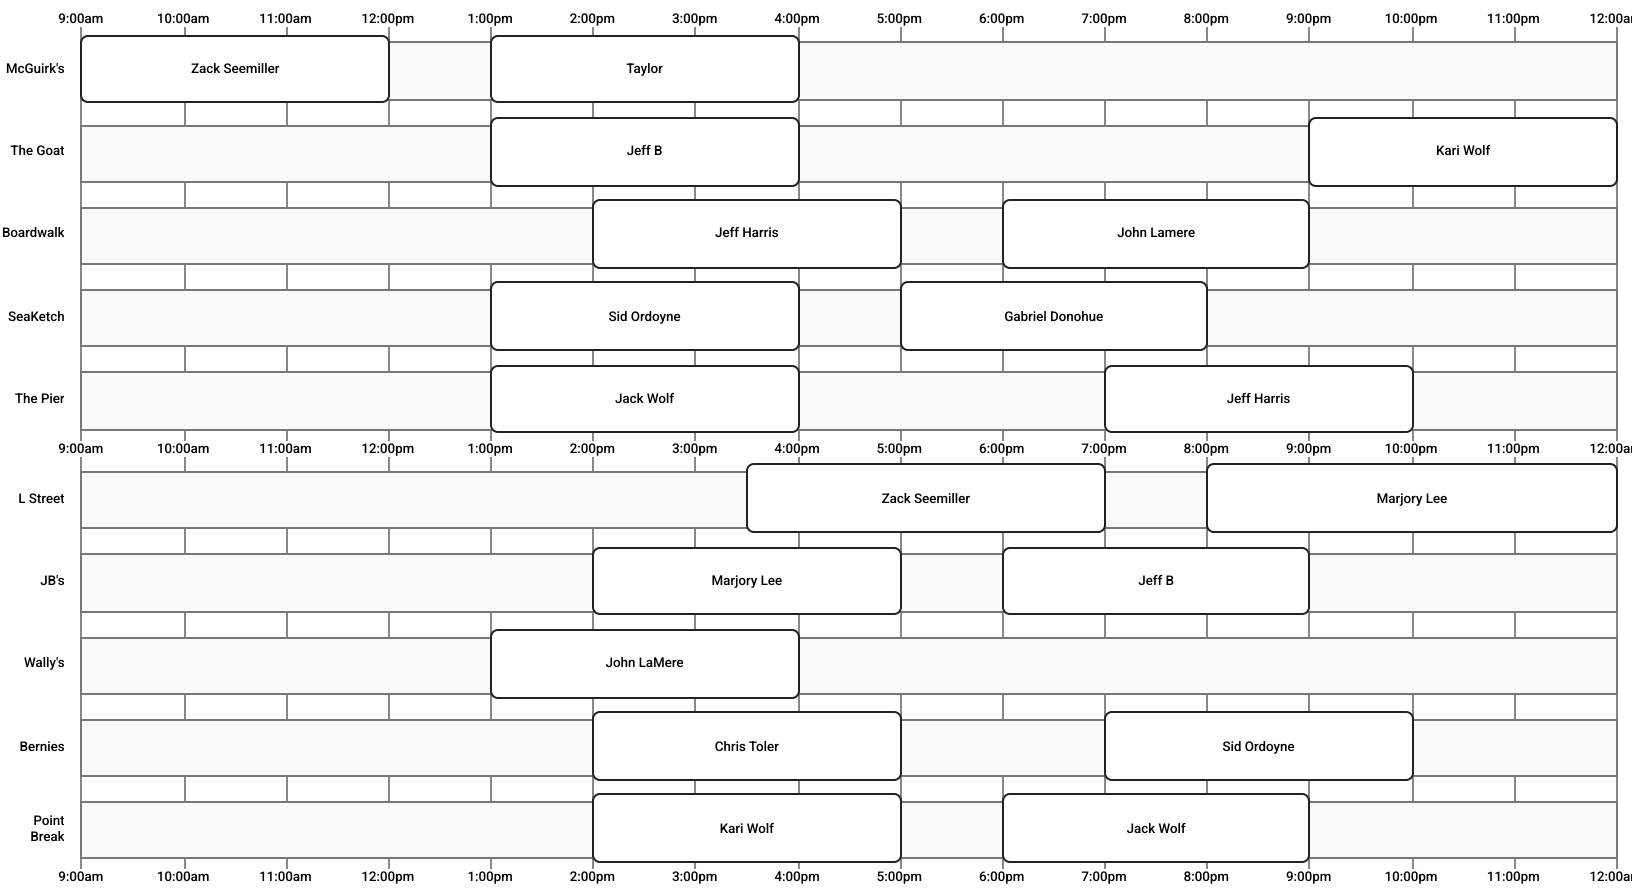 9:00am 10:00am 11:00am 12:00pm 1:00pm 2:00pm 3:00pm 4:00pm 5:00pm 6:00pm 7:00pm 8:00pm 9:00pm 10:00pm 11:00pm 12:00a
McGuirk's Zack Seemiller Taylor
The Goat Jeff B Kari Wolf
Boardwalk Jeff Harris John Lamere
SeaKetch Sid Ordoyne Gabriel Donohue
The Pier Jack Wolf Jeff Harris
9:00am 10:00am 11:00am 12:00pm 1:00pm 2:00pm 3:00pm 4:00pm 5:00pm 6:00pm 7:00pm 8:00pm 9:00pm 10:00pm 11:00pm 12:00a
L Street Zack Seemiller Marjory Lee
JB's Marjory Lee Jeff B
Wally's John LaMere
Bernies Chris Toler Sid Ordoyne
Point
Break Kari Wolf Jack Wolf
9:00am 10:00am 11:00am 12:00pm 1:00pm 2:00pm 3:00pm 4:00pm 5:00pm 6:00pm 7:00pm 8:00pm 9:00pm 10:00pm 11:00pm 12:00a